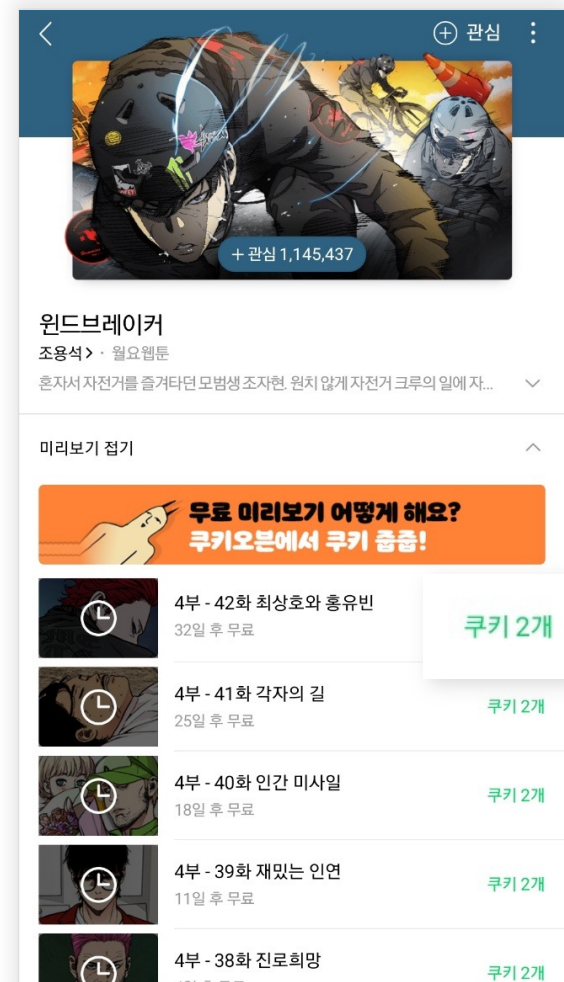 관심
+ 관심 1,145,437
윈드브레이커
조용석 · 월요웹툰
혼자서 자전거를 즐겨타던 모범생 조자현. 원치 않게 자전거 크루의 일에 자...
미리보기 접기
무료 미리보기 어떻게 해요?
쿠키오븐에서 쿠키 줍줍!
4부 - 42화 최상호와 홍유빈
32일 후 무료
쿠키 2개
4부 - 41화 각자의 길
25일 후 무료
쿠키 2개
4부 - 40화 인간 미사일
18일 후 무료
쿠키 2개
4부 - 39화 재밌는 인연
11일 후 무료
쿠키 2개
4부 - 38화 진로희망
쿠키 2개